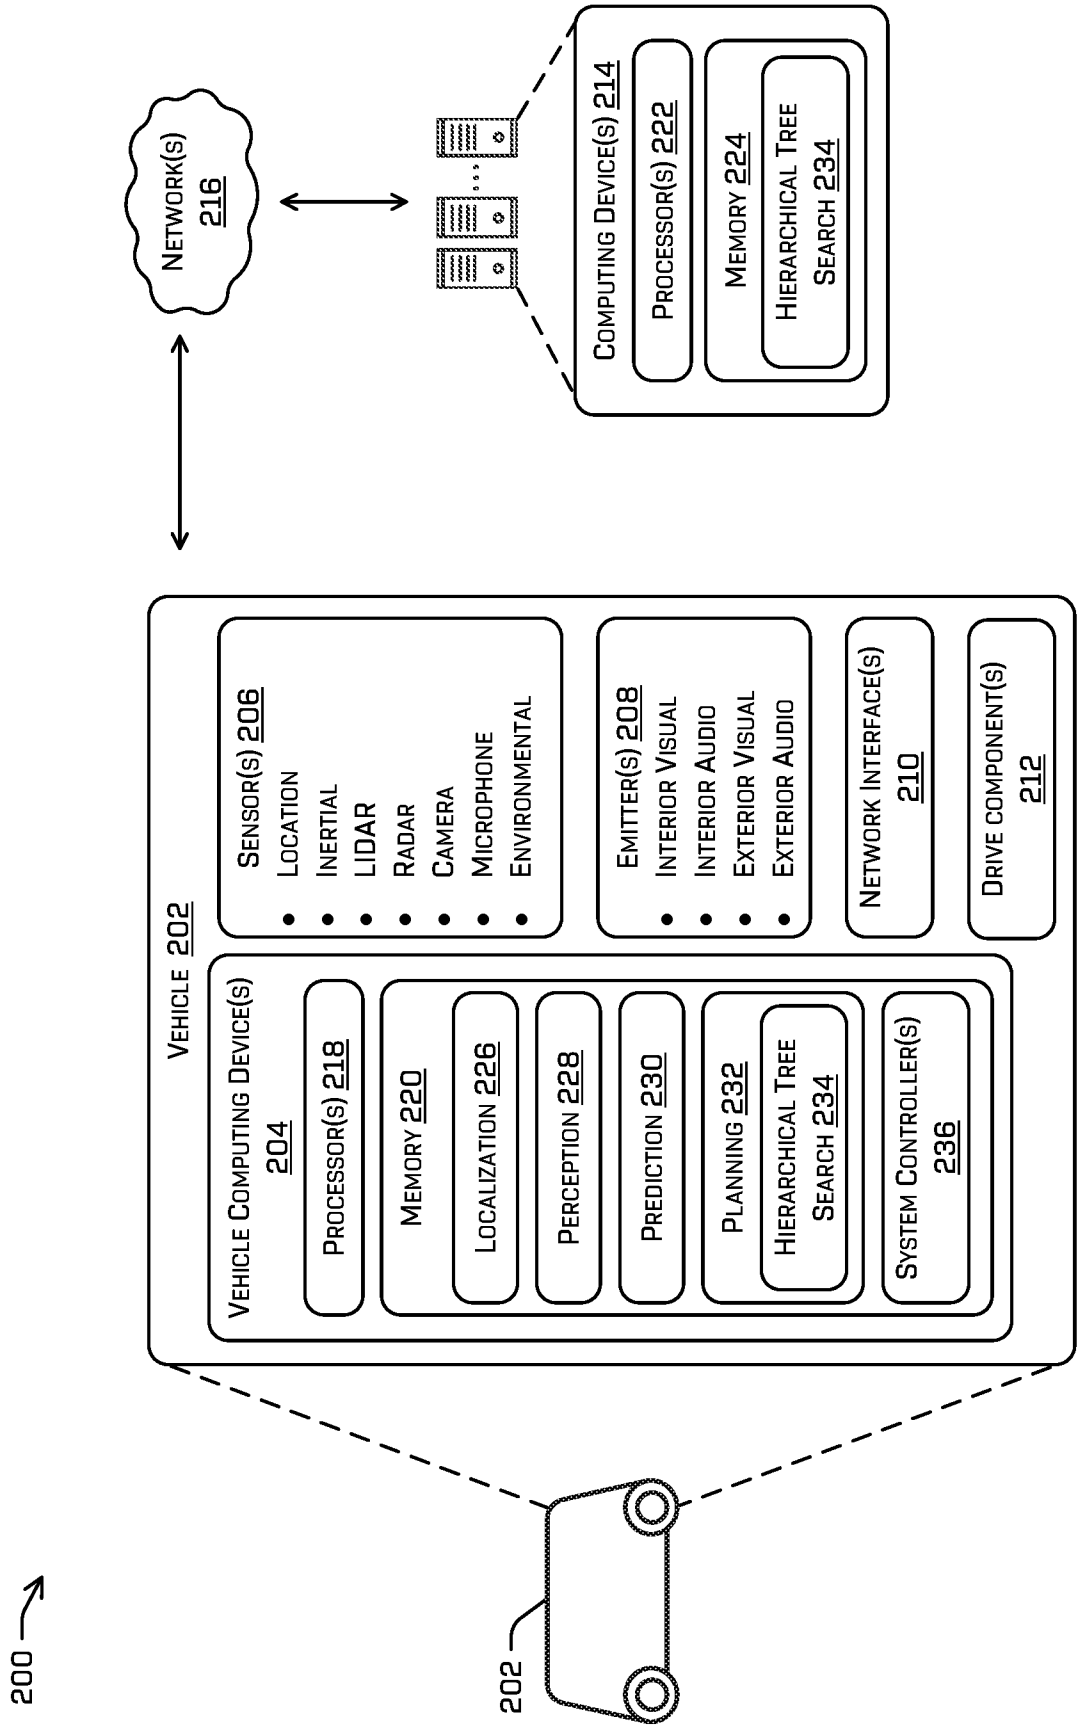 200
202
VEHICLE 202
VEHICLE COMPUTING DEVICE(S)
204
PROCESSOR(S) 218
MEMORY 220
LOCALIZATION 226
PERCEPTION 228
PREDICTION 230
PLANNING 232
HIERARCHICAL TREE
SEARCH 234
SYSTEM CONTROLLER(S)
236
SENSOR(S) 206
• LOCATION
• INERTIAL
• LIDAR
• RADAR
• CAMERA
• MICROPHONE
• ENVIRONMENTAL
EMITTER(S) 208
• INTERIOR VISUAL
• INTERIOR AUDIO
• EXTERIOR VISUAL
• EXTERIOR AUDIO
NETWORK INTERFACE(S)
210
DRIVE COMPONENT(S)
212
NETWORK(S)
216
COMPUTING DEVICE(S) 214
PROCESSOR(S) 222
MEMORY 224
HIERARCHICAL TREE
SEARCH 234